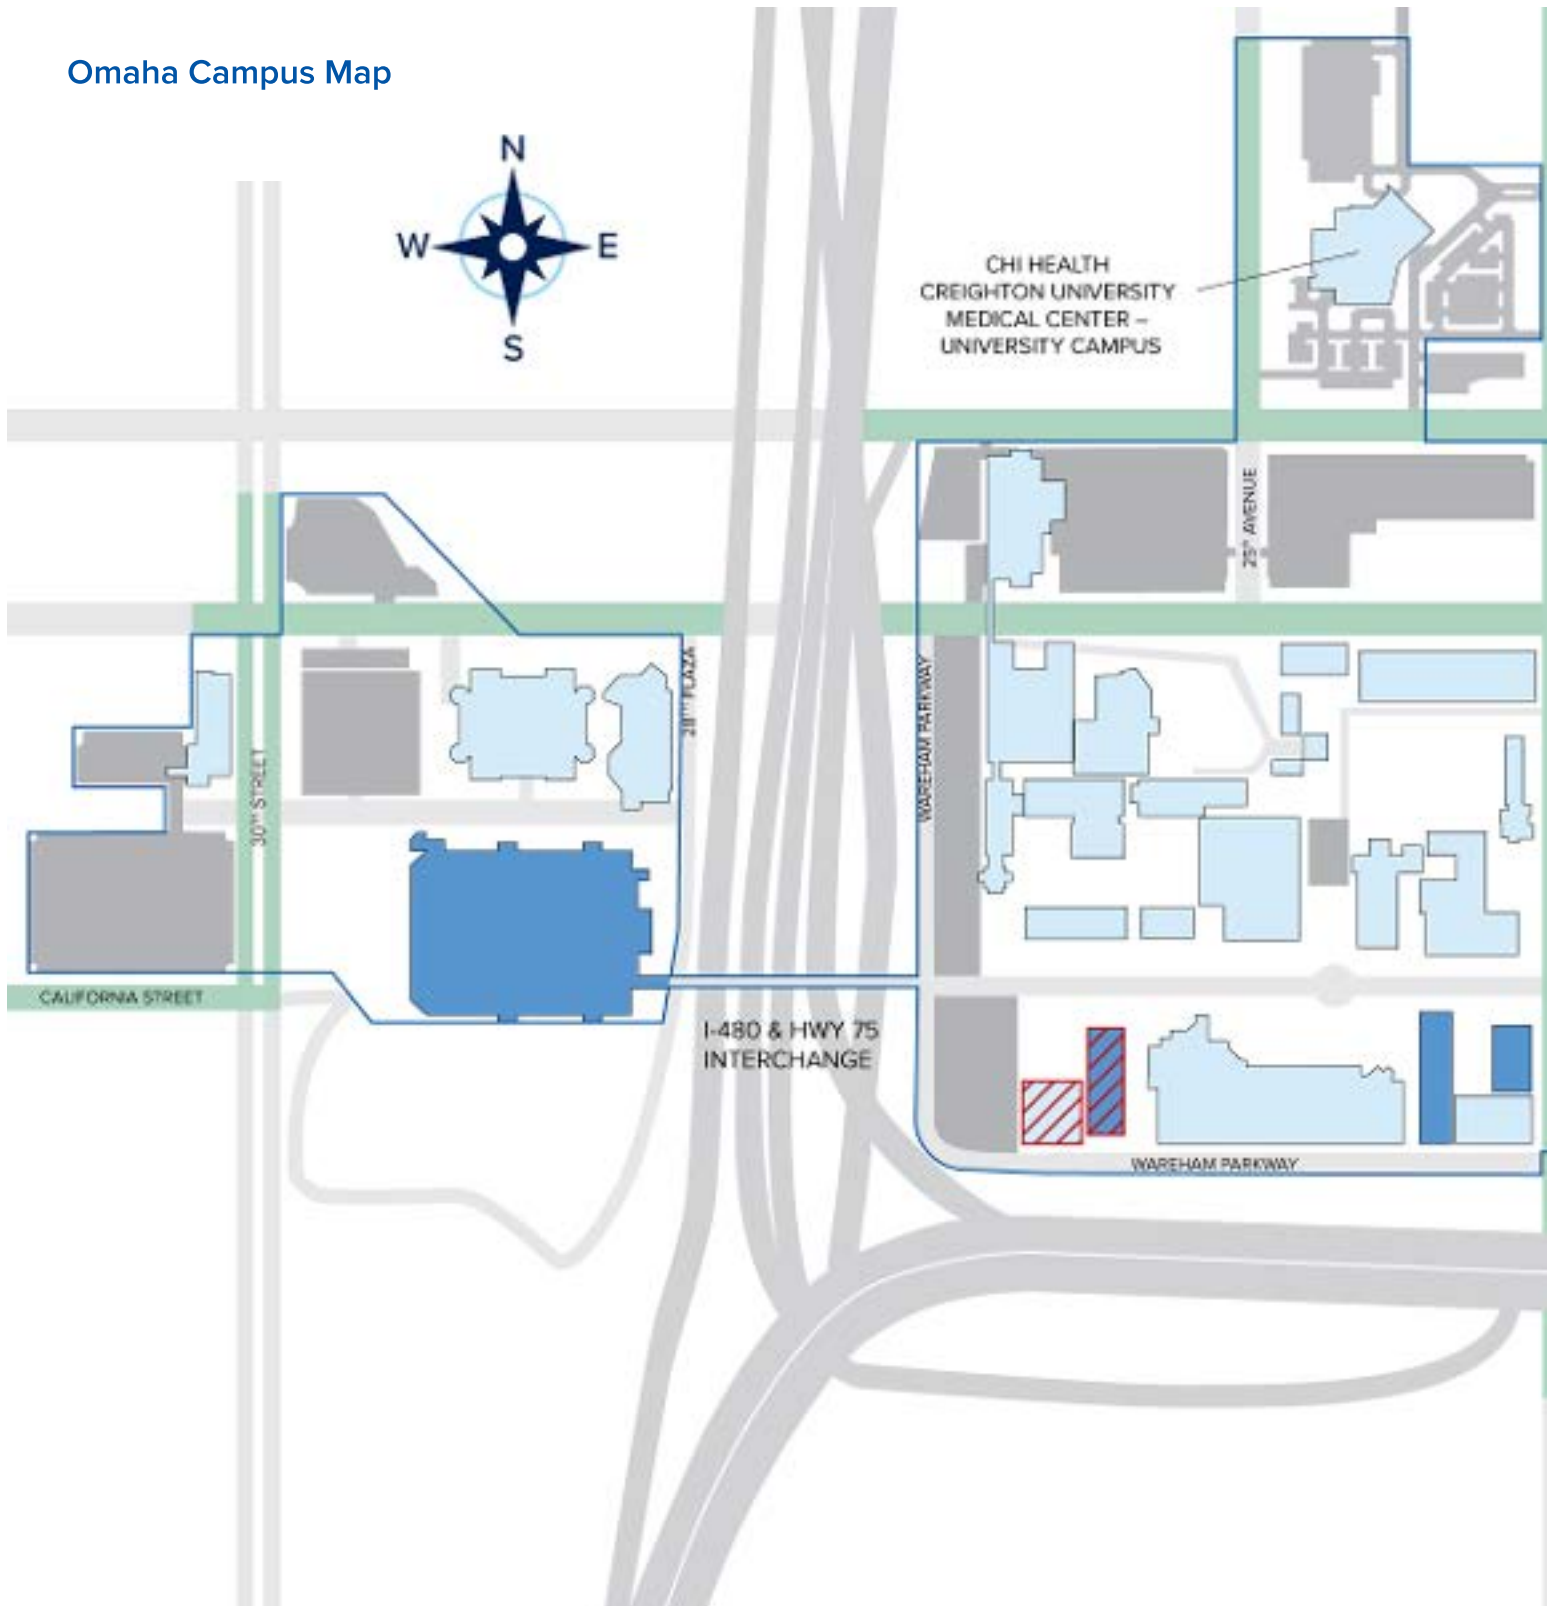 Omaha Campus Map
N
W E
S
CHI HEALTH
CREIGHTON UNIVERSITY
MEDICAL CENTER –
UNIVERSITY CAMPUS
25TH AVENUE
28TH PLAZA
WAREHAM PARKWAY
30TH STREET
CALIFORNIA STREET
I-480 & HWY 75
INTERCHANGE
WAREHAM PARKWAY